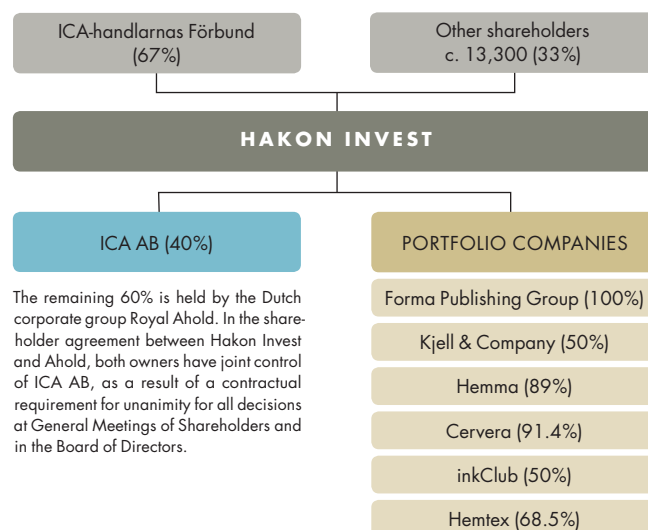 ICA-handlarnas Förbund
(67%)
Other shareholders
c. 13,300 (33%)
HAKON INVEST
ICA AB (40%)
The remaining 60% is held by the Dutch
corporate group Royal Ahold. In the share-
holder agreement between Hakon Invest
and Ahold, both owners have joint control
of ICA AB, as a result of a contractual
requirement for unanimity for all decisions
at General Meetings of Shareholders and
in the Board of Directors.
PORTFOLIO COMPANIES
Forma Publishing Group (100%)
Kjell & Company (50%)
Hemma (89%)
Cervera (91.4%)
inkClub (50%)
Hemtex (68.5%)